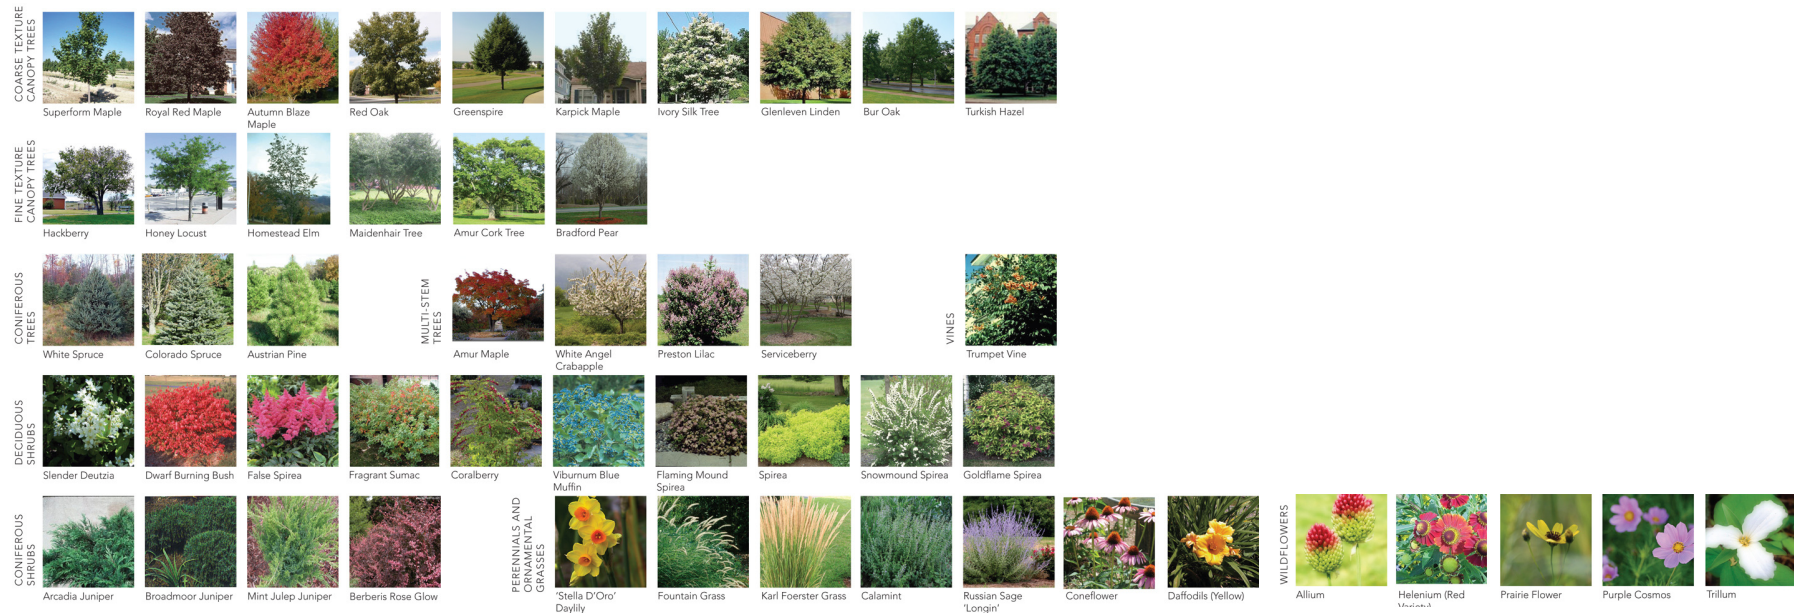 COARSE TEXTURE
CANOPY TREES
Superform Maple
Royal Red Maple
Autumn Blaze
Maple
Red Oak
Greenspire
Karpick Maple
Ivory Silk Tree
Glenleven Linden
Bur Oak
Turkish Hazel
FINE TEXTURE
CANOPY TREES
Hackberry
Honey Locust
Homestead Elm
Maidenhair Tree
Amur Cork Tree
Bradford Pear
CONIFEROUS
TREES
White Spruce
Colorado Spruce
Austrian Pine
MULTI-STEM
TREES
Amur Maple
White Angel
Crabapple
Preston Lilac
Serviceberry
VINES
Trumpet Vine
DECIDUOUS
SHRUBS
Slender Deutzia
Dwarf Burning Bush
False Spirea
Fragrant Sumac
Coralberry
Viburnum Blue
Muffin
Flaming Mound
Spirea
Spirea
Snowmound Spirea
Goldflame Spirea
CONIFEROUS
SHRUBS
Arcadia Juniper
Broadmoor Juniper
Mint Julep Juniper
Berberis Rose Glow
PERENNIALS AND
ORNAMENTAL
GRASSES
'Stella D'Oro'
Daylily
Fountain Grass
Karl Foerster Grass
Calamint
Russian Sage
'Longin'
Coneflower
Daffodils (Yellow)
WILDFLOWERS
Allium
Helenium (Red
Variety)
Prairie Flower
Purple Cosmos
Trillum